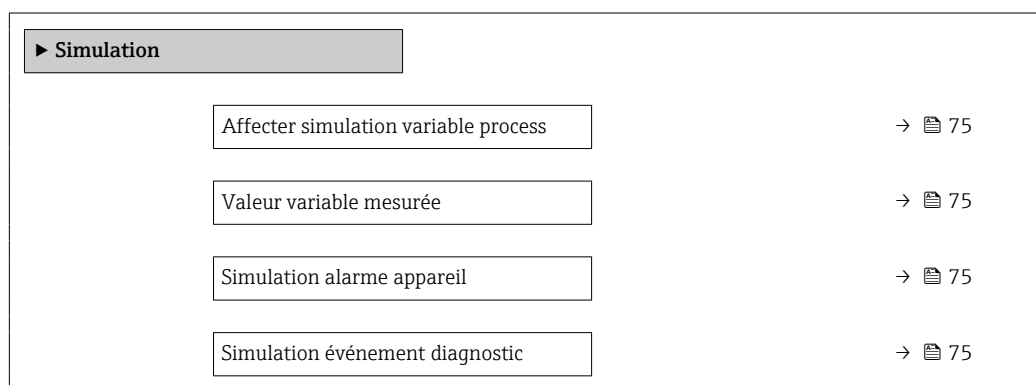 ▶ Simulation
Affecter simulation variable process → 75
Valeur variable mesurée → 75
Simulation alarme appareil → 75
Simulation événement diagnostic → 75